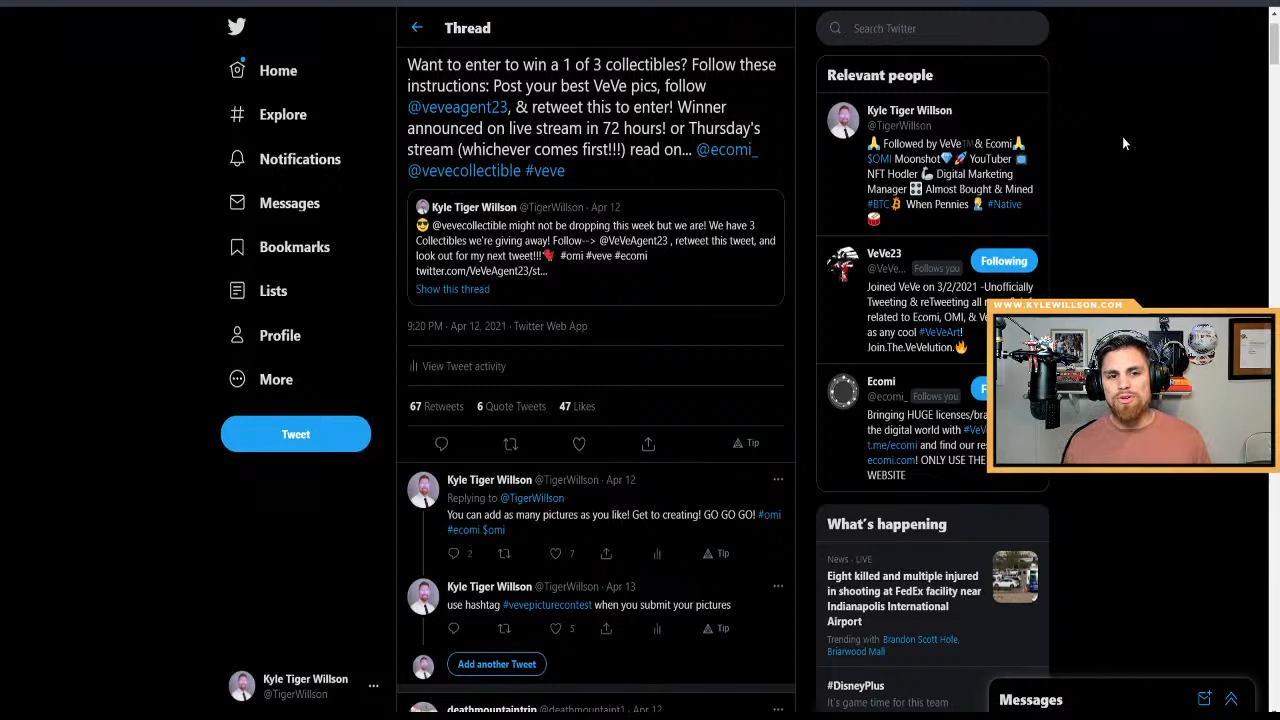 Home
Explore
Notifications
Messages
Bookmarks
Lists
Profile
More
Tweet
Kyle Tiger Willson
@TigerWillson
Thread
Want to enter to win a 1 of 3 collectibles? Follow these
instructions: Post your best VeVe pics, follow
@veveagent23, & retweet this to enter! Winner
announced on live stream in 72 hours! or Thursday's
stream (whichever comes first!!!) read on... @ecomi_
@vevecollectible #veve
Kyle Tiger Willson @TigerWillson · Apr 12
@vevecollectible might not be dropping this week but we are! We have 3
Collectibles we're giving away! Follow--> @VeVeAgent23 , retweet this tweet, and
look out for my next tweet!!! #omi #veve #ecomi
twitter.com/VeVeAgent23/st...
Show this thread
9:20 PM · Apr 12, 2021 · Twitter Web App
View Tweet activity
67 Retweets 6 Quote Tweets 47 Likes
Tip
Kyle Tiger Willson @TigerWillson · Apr 12
Replying to @TigerWillson
You can add as many pictures as you like! Get to creating! GO GO GO! #omi
#ecomi $omi
2 7 Tip
Kyle Tiger Willson @TigerWillson · Apr 13
use hashtag #vevepicturecontest when you submit your pictures
5 Tip
Add another Tweet
deathmountaintrip @deathmountaint1 · Apr 12
Search Twitter
Relevant people
Kyle Tiger Willson
@TigerWillson
Followed by VeVe™️& Ecomi
$OMI Moonshot YouTuber
NFT Hodler Digital Marketing
Manager Almost Bought & Mined
#BTC When Pennies #Native
VeVe23
@VeVe... Follows you
Following
Joined VeVe on 3/2/2021 -Unofficially
Tweeting & reTweeting all
related to Ecomi, OMI, & Ve
as any cool #VeVeArt!
Join.The.VeVelution.
Ecomi
@ecomi_ Follows you
Bringing HUGE licenses/bra
the digital world with #VeV
t.me/ecomi and find our
ecomi.com! ONLY USE THE
WEBSITE
WWW.KYLEWILLSON.COM
What's happening
News · LIVE
Eight killed and multiple injured
in shooting at FedEx facility near
Indianapolis International
Airport
Trending with Brandon Scott Hole,
Briarwood Mall
#DisneyPlus
It's game time for this team
Messages